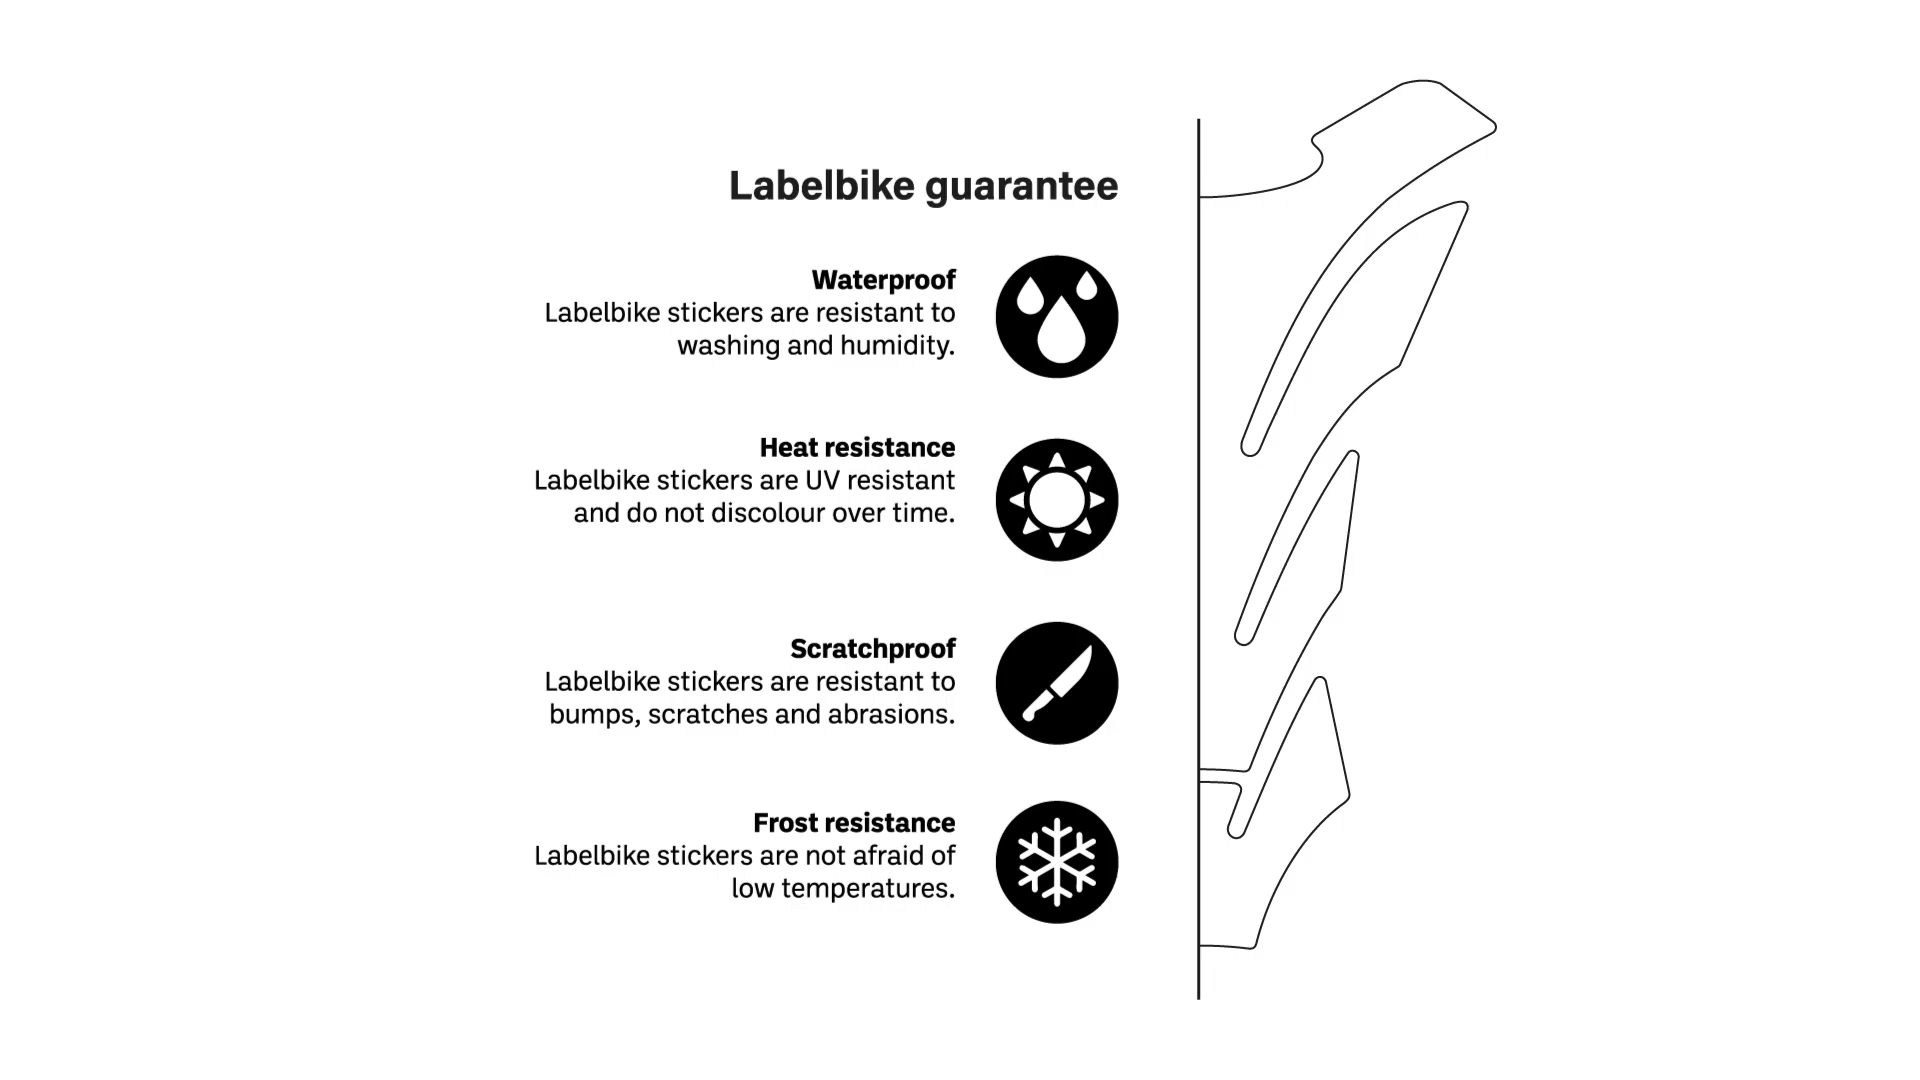 Labelbike guarantee
Waterproof
Labelbike stickers are resistant to
washing and humidity.
Heat resistance
Labelbike stickers are UV resistant
and do not discolour over time.
Scratchproof
Labelbike stickers are resistant to
bumps, scratches and abrasions.
Frost resistance
Labelbike stickers are not afraid of
low temperatures.